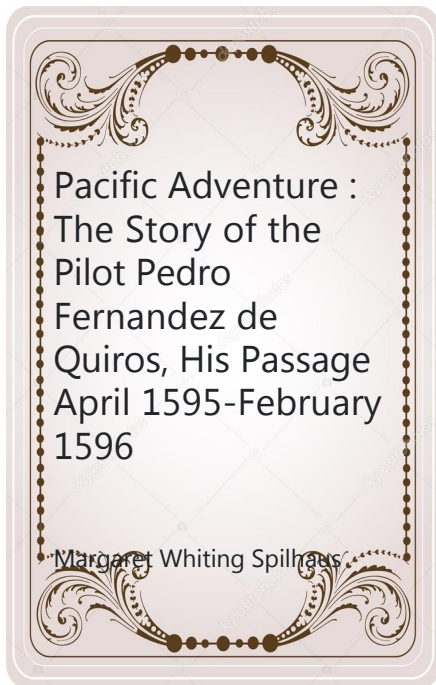 Pacific Adventure :
The Story of the
Pilot Pedro
Fernandez de
Quiros, His Passage
April 1595-February
1596
Margaret Whiting Spilhaus